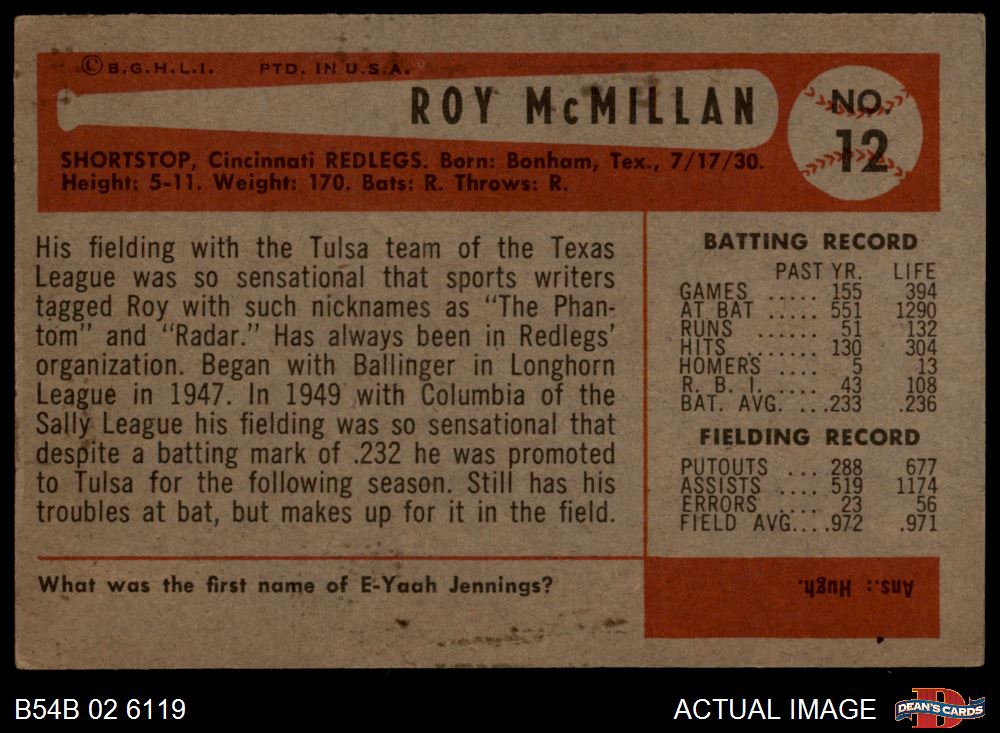 © B.G.H.L.I. PTD. IN U.S.A.
ROY McMILLAN
NO.
12
SHORTSTOP, Cincinnati REDLEGS. Born: Bonham, Tex., 7/17/30.
Height: 5-11. Weight: 170. Bats: R. Throws: R.
His fielding with the Tulsa team of the Texas
League was so sensational that sports writers
tagged Roy with such nicknames as "The Phan-
tom" and "Radar." Has always been in Redlegs'
organization. Began with Ballinger in Longhorn
League in 1947. In 1949 with Columbia of the
Sally League his fielding was so sensational that
despite a batting mark of .232 he was promoted
to Tulsa for the following season. Still has his
troubles at bat, but makes up for it in the field.
BATTING RECORD
PAST YR. LIFE
GAMES ..... 155 394
AT BAT ..... 551 1290
RUNS ...... 51 132
HITS ....... 130 304
HOMERS .... 5 13
R. B. I. .... 43 108
BAT. AVG. ...233 .236
FIELDING RECORD
PUTOUTS ... 288 677
ASSISTS .... 519 1174
ERRORS .... 23 56
FIELD AVG....972 .971
What was the first name of E-Yaah Jennings?
Ans.: Hugh.
B54B 02 6119
ACTUAL IMAGE
DEAN'S CARDS